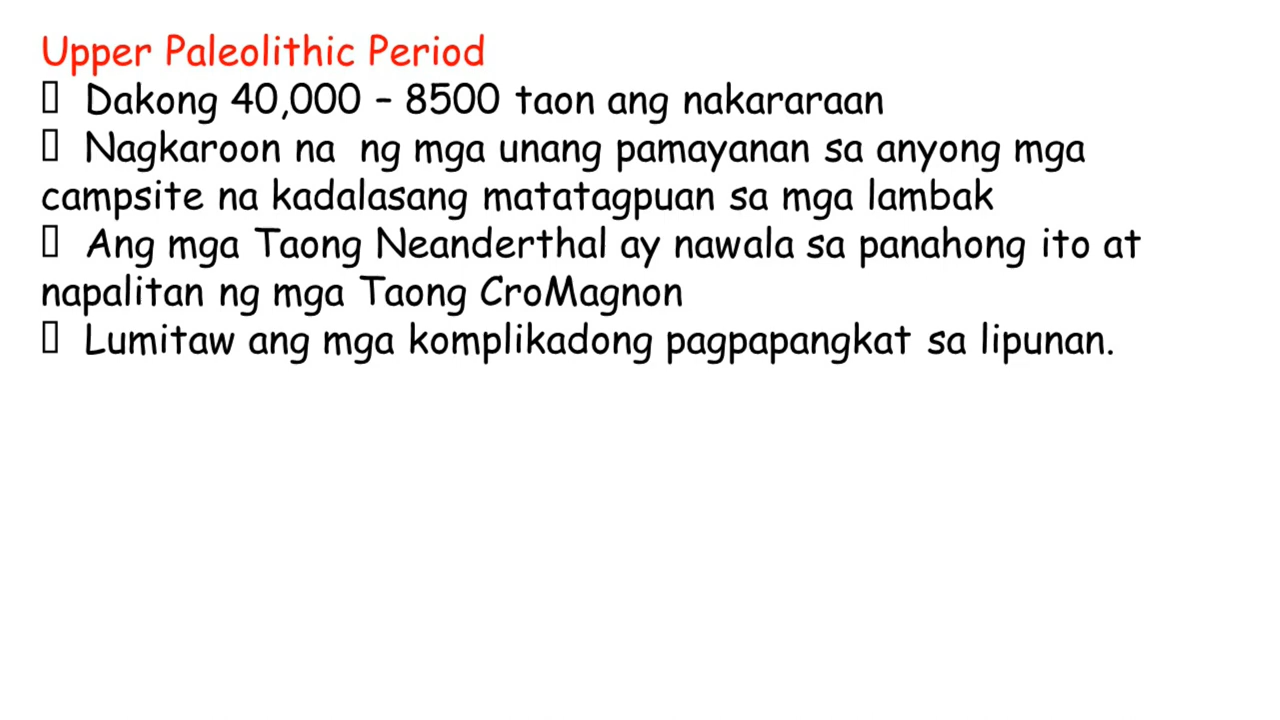 Upper Paleolithic Period
▯ Dakong 40,000 – 8500 taon ang nakararaan
▯ Nagkaroon na ng mga unang pamayanan sa anyong mga
campsite na kadalasang matatagpuan sa mga lambak
▯ Ang mga Taong Neanderthal ay nawala sa panahong ito at
napalitan ng mga Taong CroMagnon
▯ Lumitaw ang mga komplikadong pagpapangkat sa lipunan.